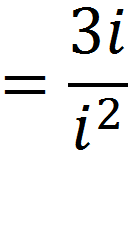 = 3i / i²